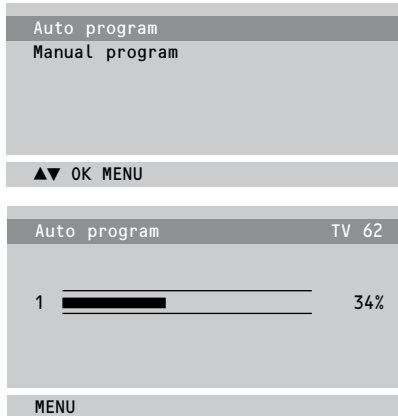 Auto program
Manual program
▲▼ OK MENU
Auto program TV 62
1 34%
MENU